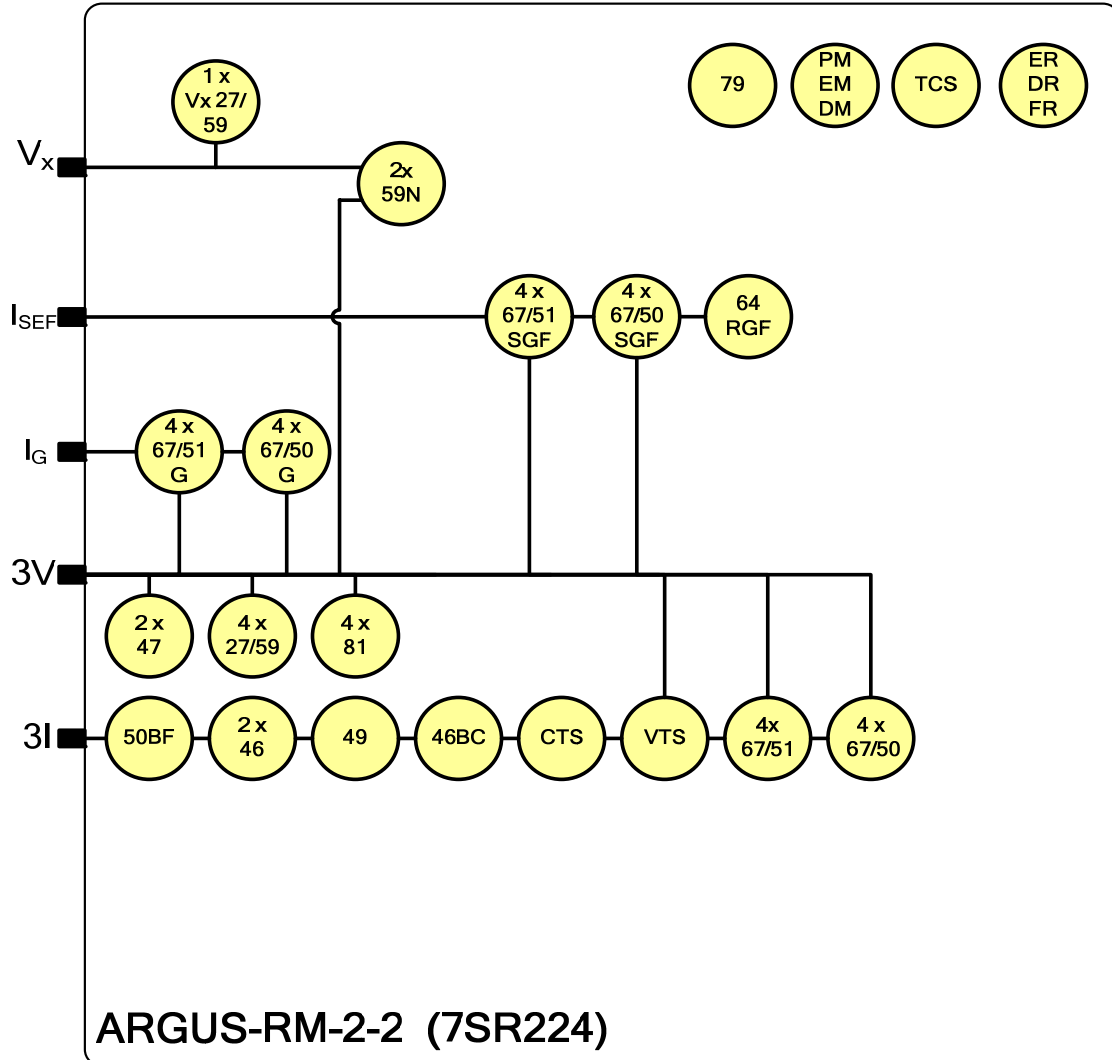 79
PM
EM
DM
TCS
ER
DR
FR
1 x
Vx 27/
59
Vx
2x
59N
ISEF
4 x
67/51
SGF
4 x
67/50
SGF
64
RGF
IG
4 x
67/51
G
4 x
67/50
G
3V
2 x
47
4 x
27/59
4 x
81
3I
50BF
2 x
46
49
46BC
CTS
VTS
4x
67/51
4 x
67/50
ARGUS-RM-2-2 (7SR224)